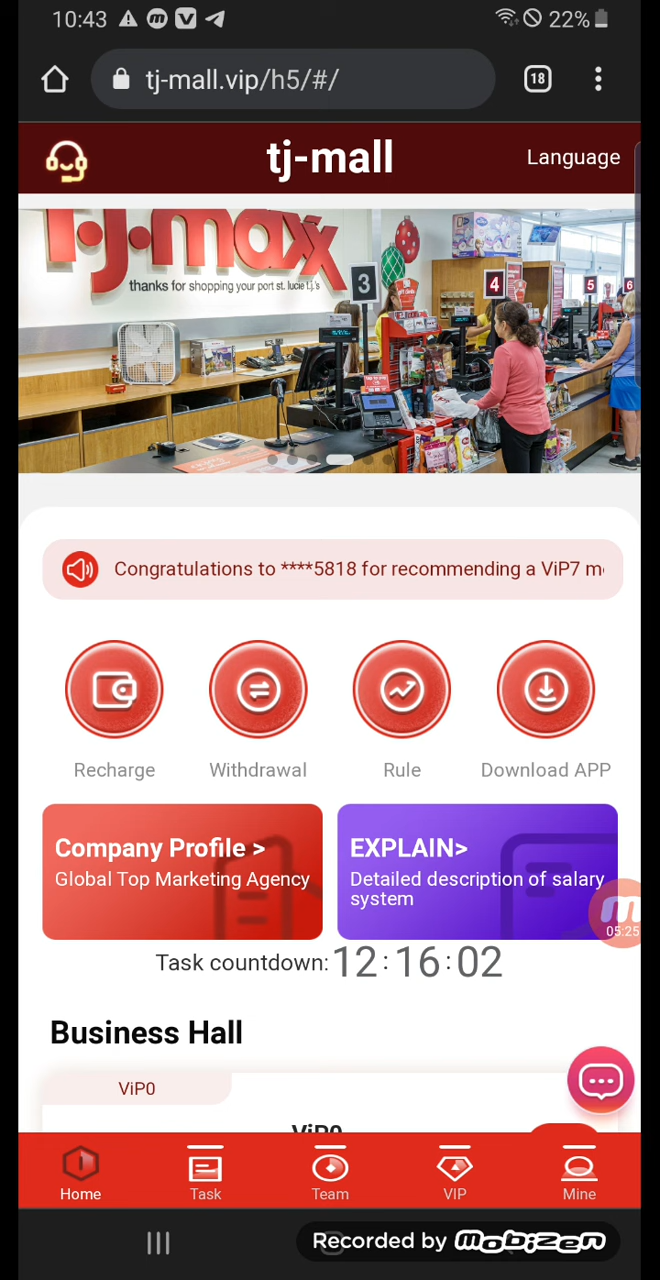 10:43
22%
tj-mall.vip/h5/#/
18
tj-mall
Language
T.J.maxx
thanks for shopping your port st. lucie t.j.'s
3
4
5
6
Congratulations to ****5818 for recommending a ViP7 m
Recharge
Withdrawal
Rule
Download APP
Company Profile >
Global Top Marketing Agency
EXPLAIN>
Detailed description of salary
system
05:25
Task countdown: 12:16:02
Business Hall
ViP0
ViP0
Home
Task
Team
VIP
Mine
Recorded by mobizen